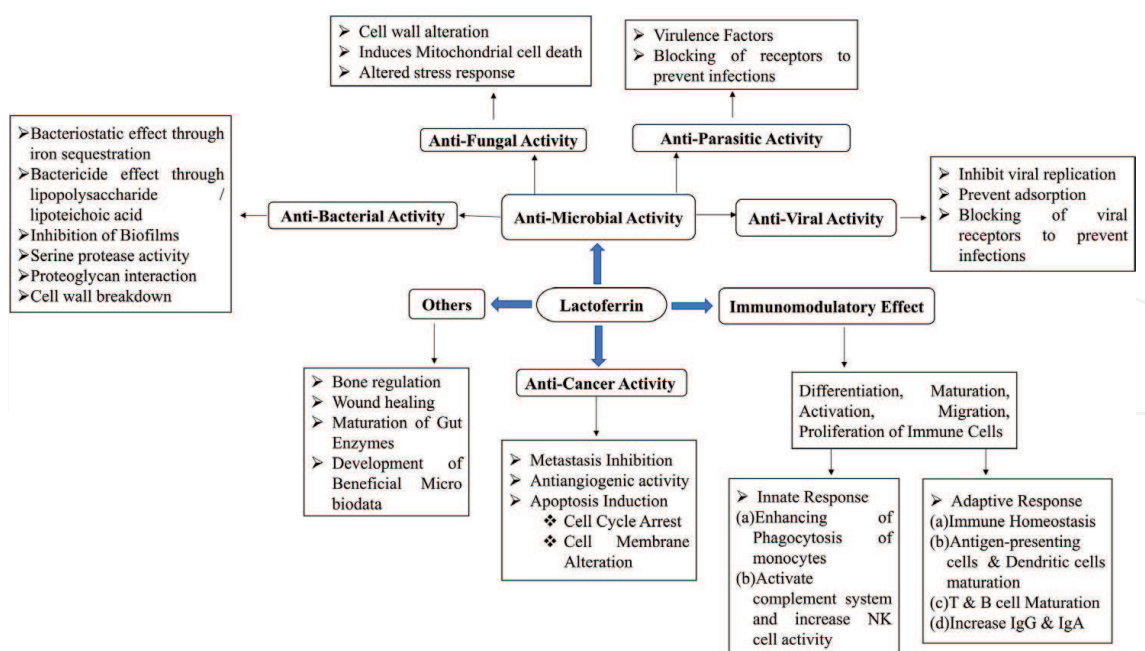 ➢ Cell wall alteration
➢ Induces Mitochondrial cell death
➢ Altered stress response
➢ Virulence Factors
➢ Blocking of receptors to
prevent infections
Anti-Fungal Activity
Anti-Parasitic Activity
➢Bacteriostatic effect through
iron sequestration
➢Bactericide effect through
lipopolysaccharide /
lipoteichoic acid
➢Inhibition of Biofilms
➢Serine protease activity
➢Proteoglycan interaction
➢Cell wall breakdown
Anti-Bacterial Activity
Anti-Microbial Activity
Anti-Viral Activity
➢ Inhibit viral replication
➢ Prevent adsorption
➢ Blocking of viral
receptors to prevent
infections
Others
Lactoferrin
Immunomodulatory Effect
➢ Bone regulation
➢ Wound healing
➢ Maturation of Gut
Enzymes
➢ Development of
Beneficial Micro
biodata
Anti-Cancer Activity
➢ Metastasis Inhibition
➢ Antiangiogenic activity
➢ Apoptosis Induction
❖ Cell Cycle Arrest
❖ Cell Membrane
Alteration
Differentiation, Maturation,
Activation, Migration,
Proliferation of Immune Cells
➢ Innate Response
(a)Enhancing of
Phagocytosis of
monocytes
(b)Activate
complement system
and increase NK
cell activity
➢ Adaptive Response
(a)Immune Homeostasis
(b)Antigen-presenting
cells & Dendritic cells
maturation
(c)T & B cell Maturation
(d)Increase IgG & IgA